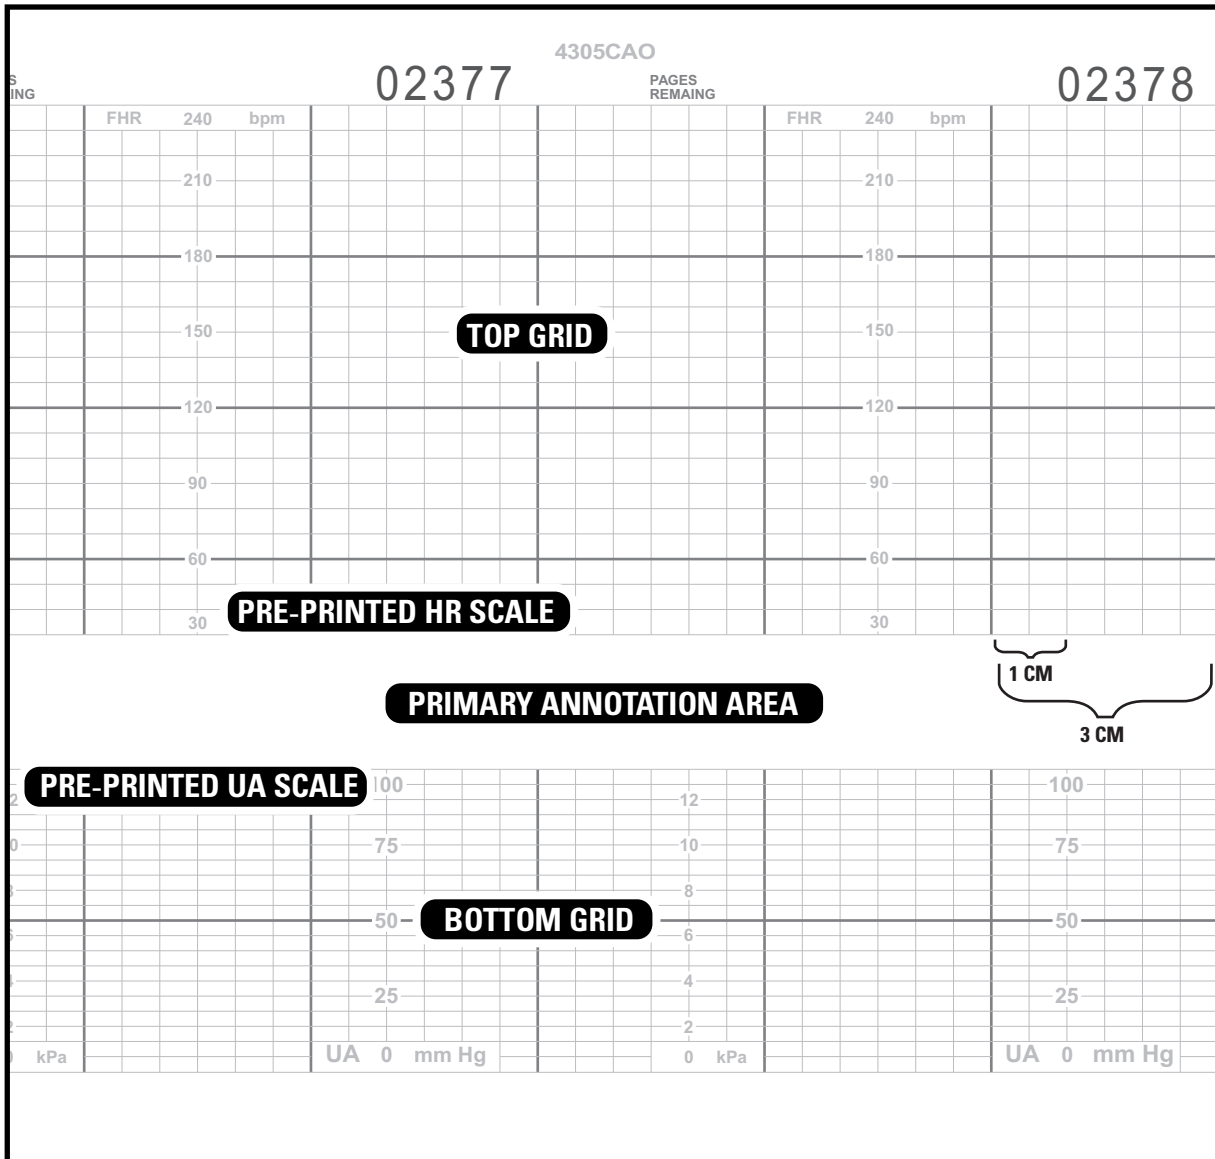 4305CAO
02377
PAGES
REMAING
02378
FHR 240 bpm
FHR 240 bpm
210
210
180
180
150
150
TOP GRID
120
120
90
90
60
60
PRE-PRINTED HR SCALE
30
30
1 CM
PRIMARY ANNOTATION AREA
3 CM
PRE-PRINTED UA SCALE
100
12
75
10
75
8
50
BOTTOM GRID
50
6
4
25
25
2
kPa
UA 0 mm Hg
0 kPa
UA 0 mm Hg